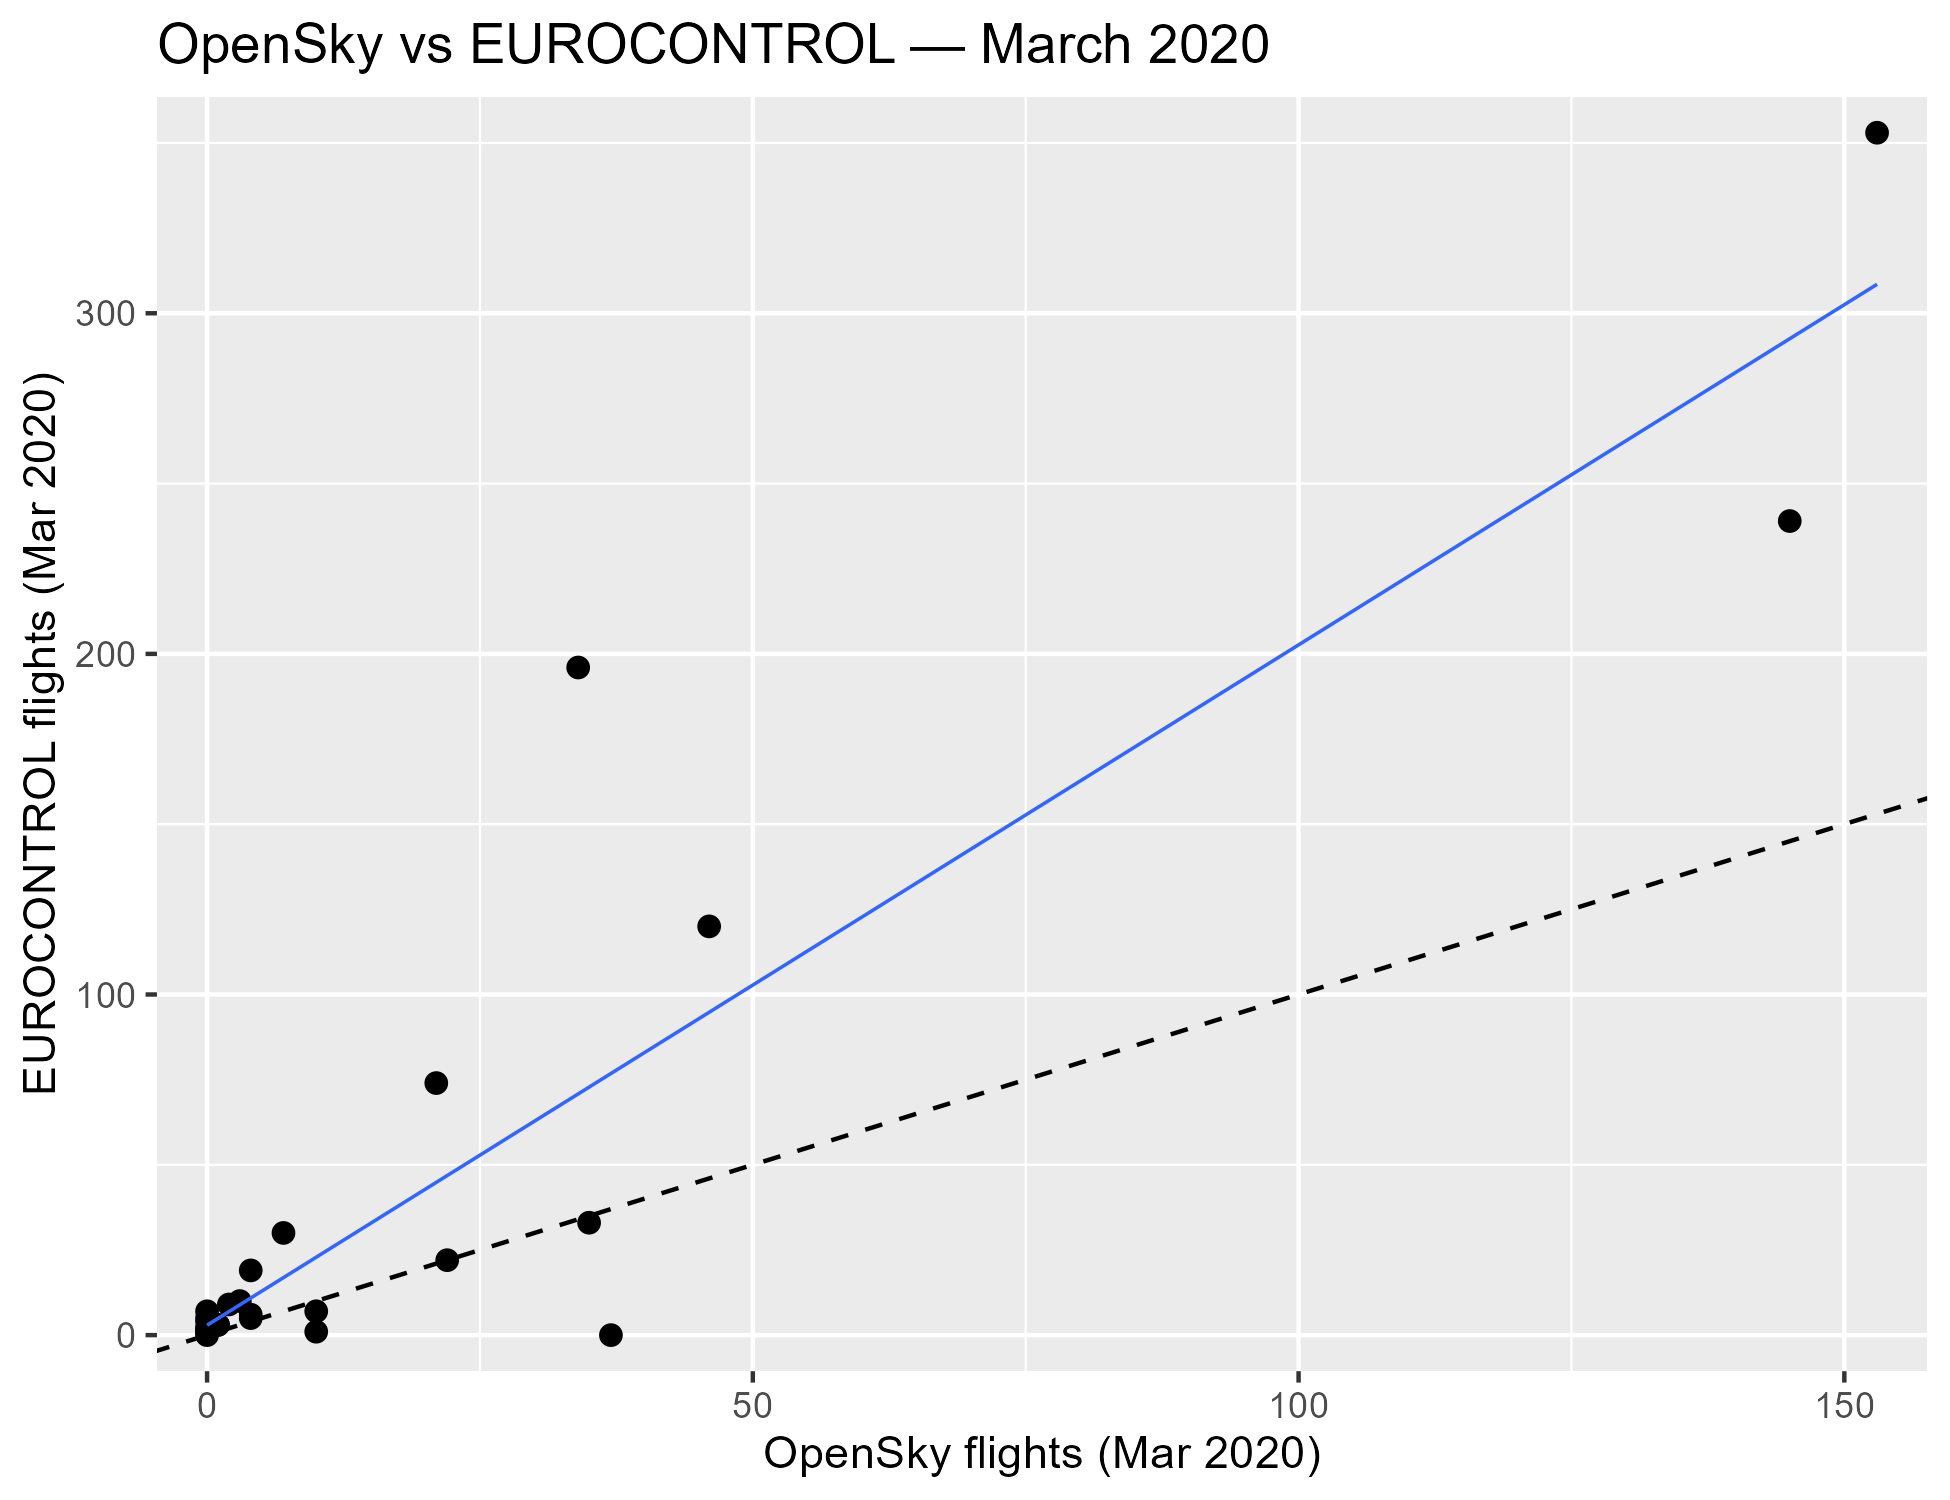 OpenSky vs EUROCONTROL — March 2020
EUROCONTROL flights (Mar 2020)
300
200
100
0
0
50
100
150
OpenSky flights (Mar 2020)